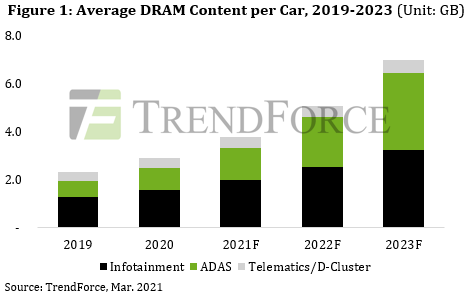 Figure 1: Average DRAM Content per Car, 2019-2023 (Unit: GB)
8.0
6.0
4.0
2.0
-
TRENDFORCE
2019 2020 2021F 2022F 2023F
Infotainment ADAS Telematics/D-Cluster
Source: TrendForce, Mar. 2021